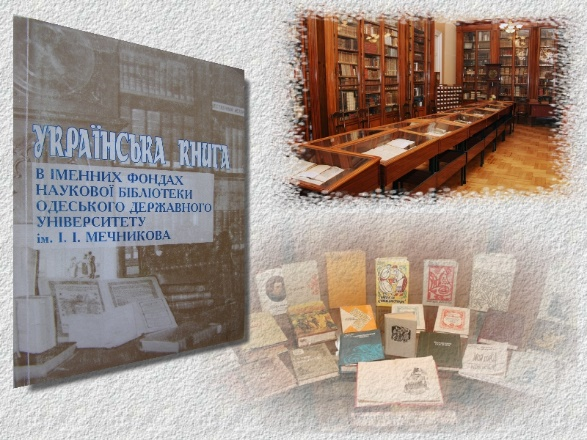 УКРАЇНСЬКА КНИГА
В ІМЕННИХ ФОНДАХ
НАУКОВОЇ БІБЛІОТЕКИ
ОДЕСЬКОГО ДЕРЖАВНОГО
УНІВЕРСИТЕТУ
ім. І. І. МЕЧНИКОВА